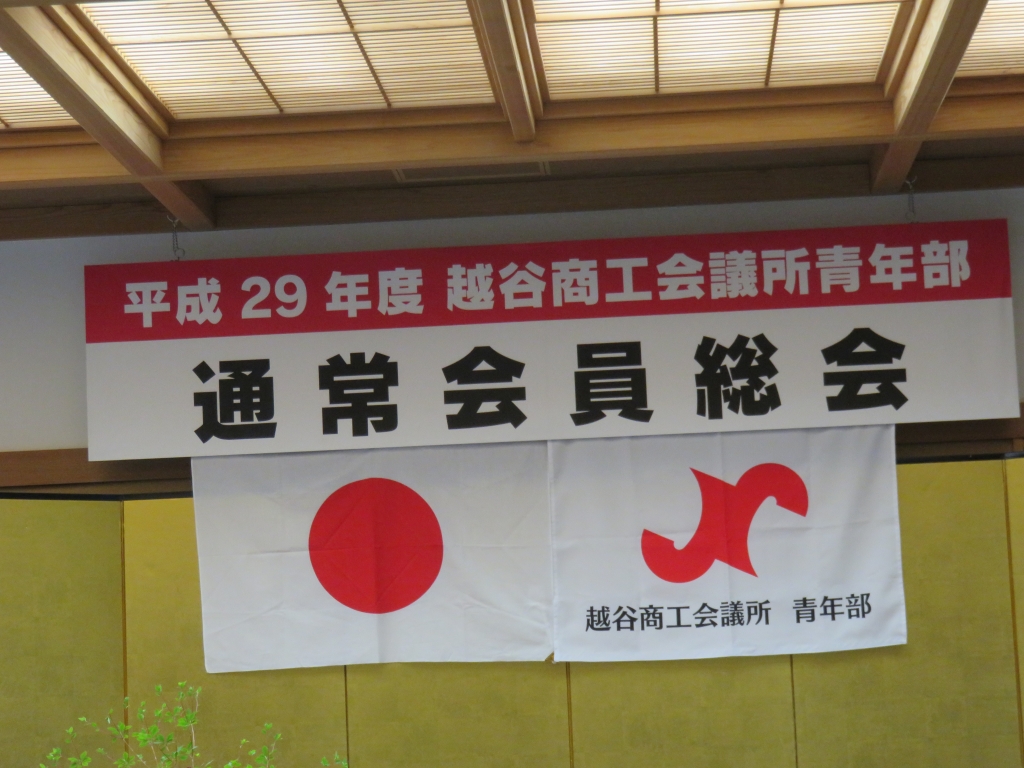 平成 29 年度 越谷商工会議所青年部
通常会員総会
越谷商工会議所 青年部